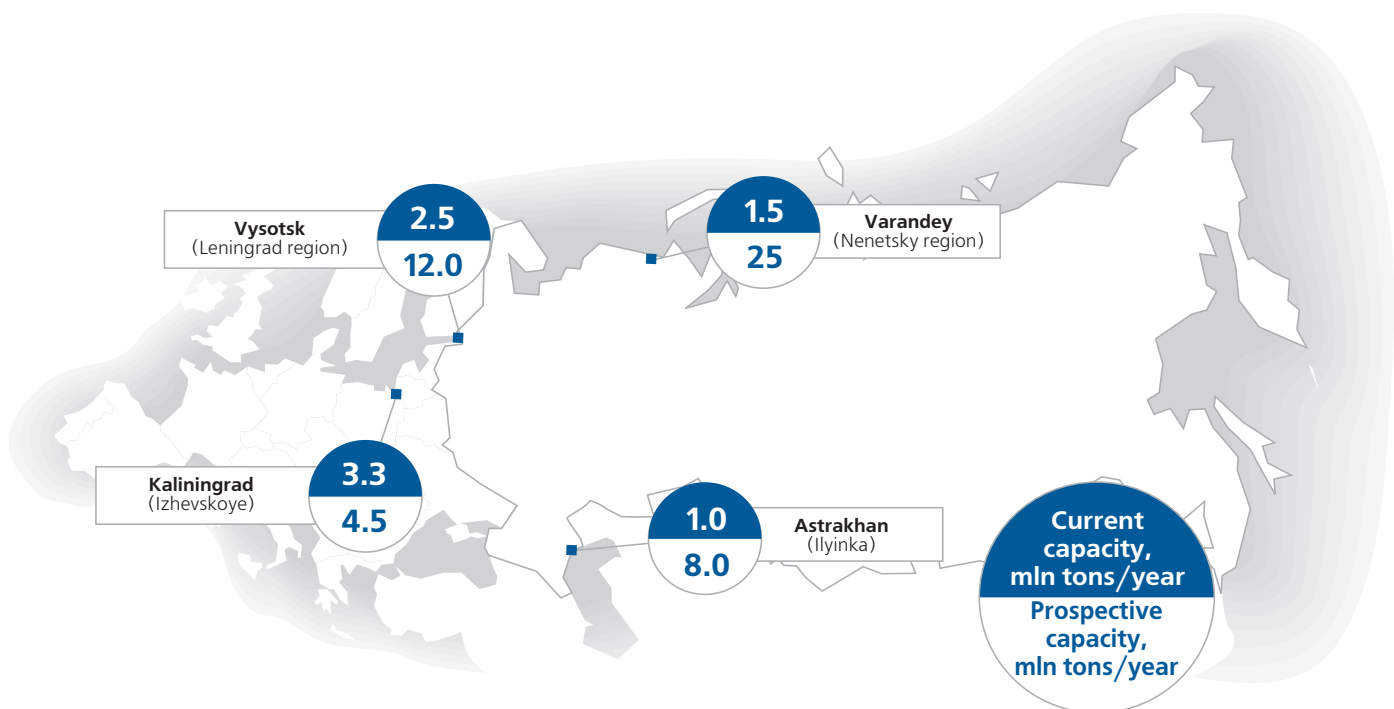 Vysotsk
(Leningrad region)
2.5
12.0
1.5
25
Varandey
(Nenetsky region)
Kaliningrad
(Izhevskoye)
3.3
4.5
1.0
8.0
Astrakhan
(Ilyinka)
Current
capacity,
mln tons/year
Prospective
capacity,
mln tons/year